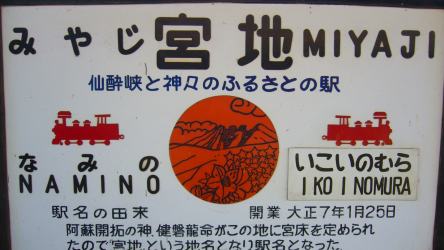 みやじ 宮地 MIYAJI
仙酔峡と神々のふるさとの駅
なみの いこいのむら
NAMINO IKOINOMURA
駅名の由来 開業 大正7年1月25日
阿蘇開拓の神、健磐龍命がこの地に宮床を定められ
たので"宮地"という地名となり駅名となった